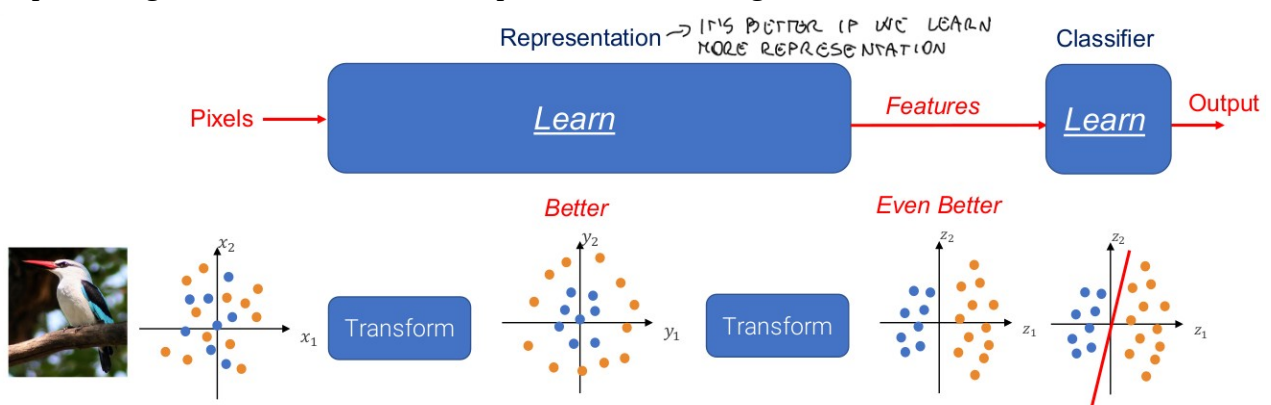 Representation → IT'S BETTER IF WE LEARN
MORE REPRESENTATION
Classifier
Pixels
Learn
Features
Learn
Output
Better
Even Better
x₂
x₁
Transform
y₂
y₁
Transform
z₂
z₁
z₂
z₁